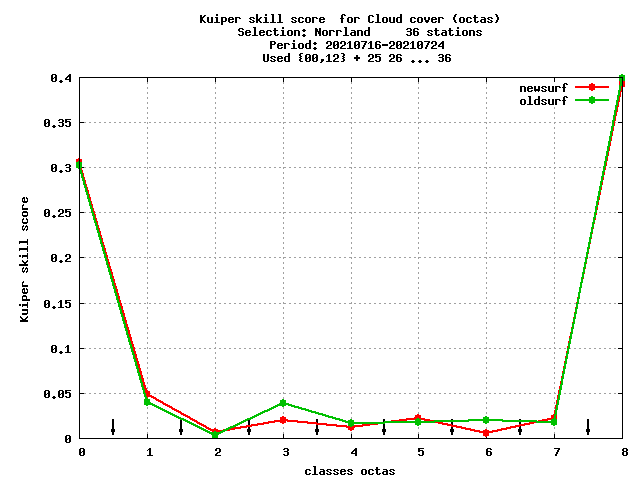 Kuiper skill score  for Cloud cover (octas)
Selection: Norrland     36 stations
Period: 20210716-20210724
Used {00,12} + 25 26 ... 36
newsurf
oldsurf
0.4
0.35
0.3
0.25
0.2
0.15
0.1
0.05
0
Kuiper skill score
0 1 2 3 4 5 6 7 8
classes octas